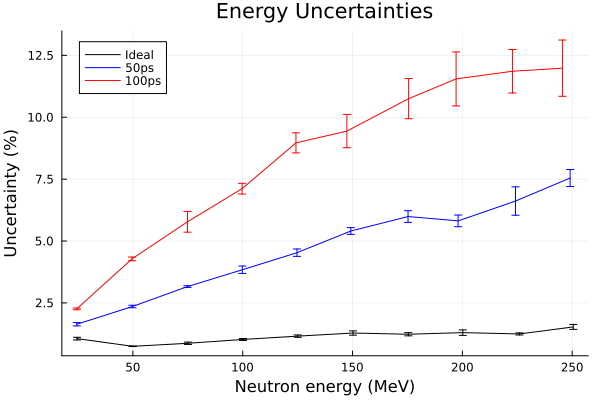 Energy Uncertainties
Ideal
50ps
100ps
Uncertainty (%)
12.5
10.0
7.5
5.0
2.5
50
100
150
200
250
Neutron energy (MeV)